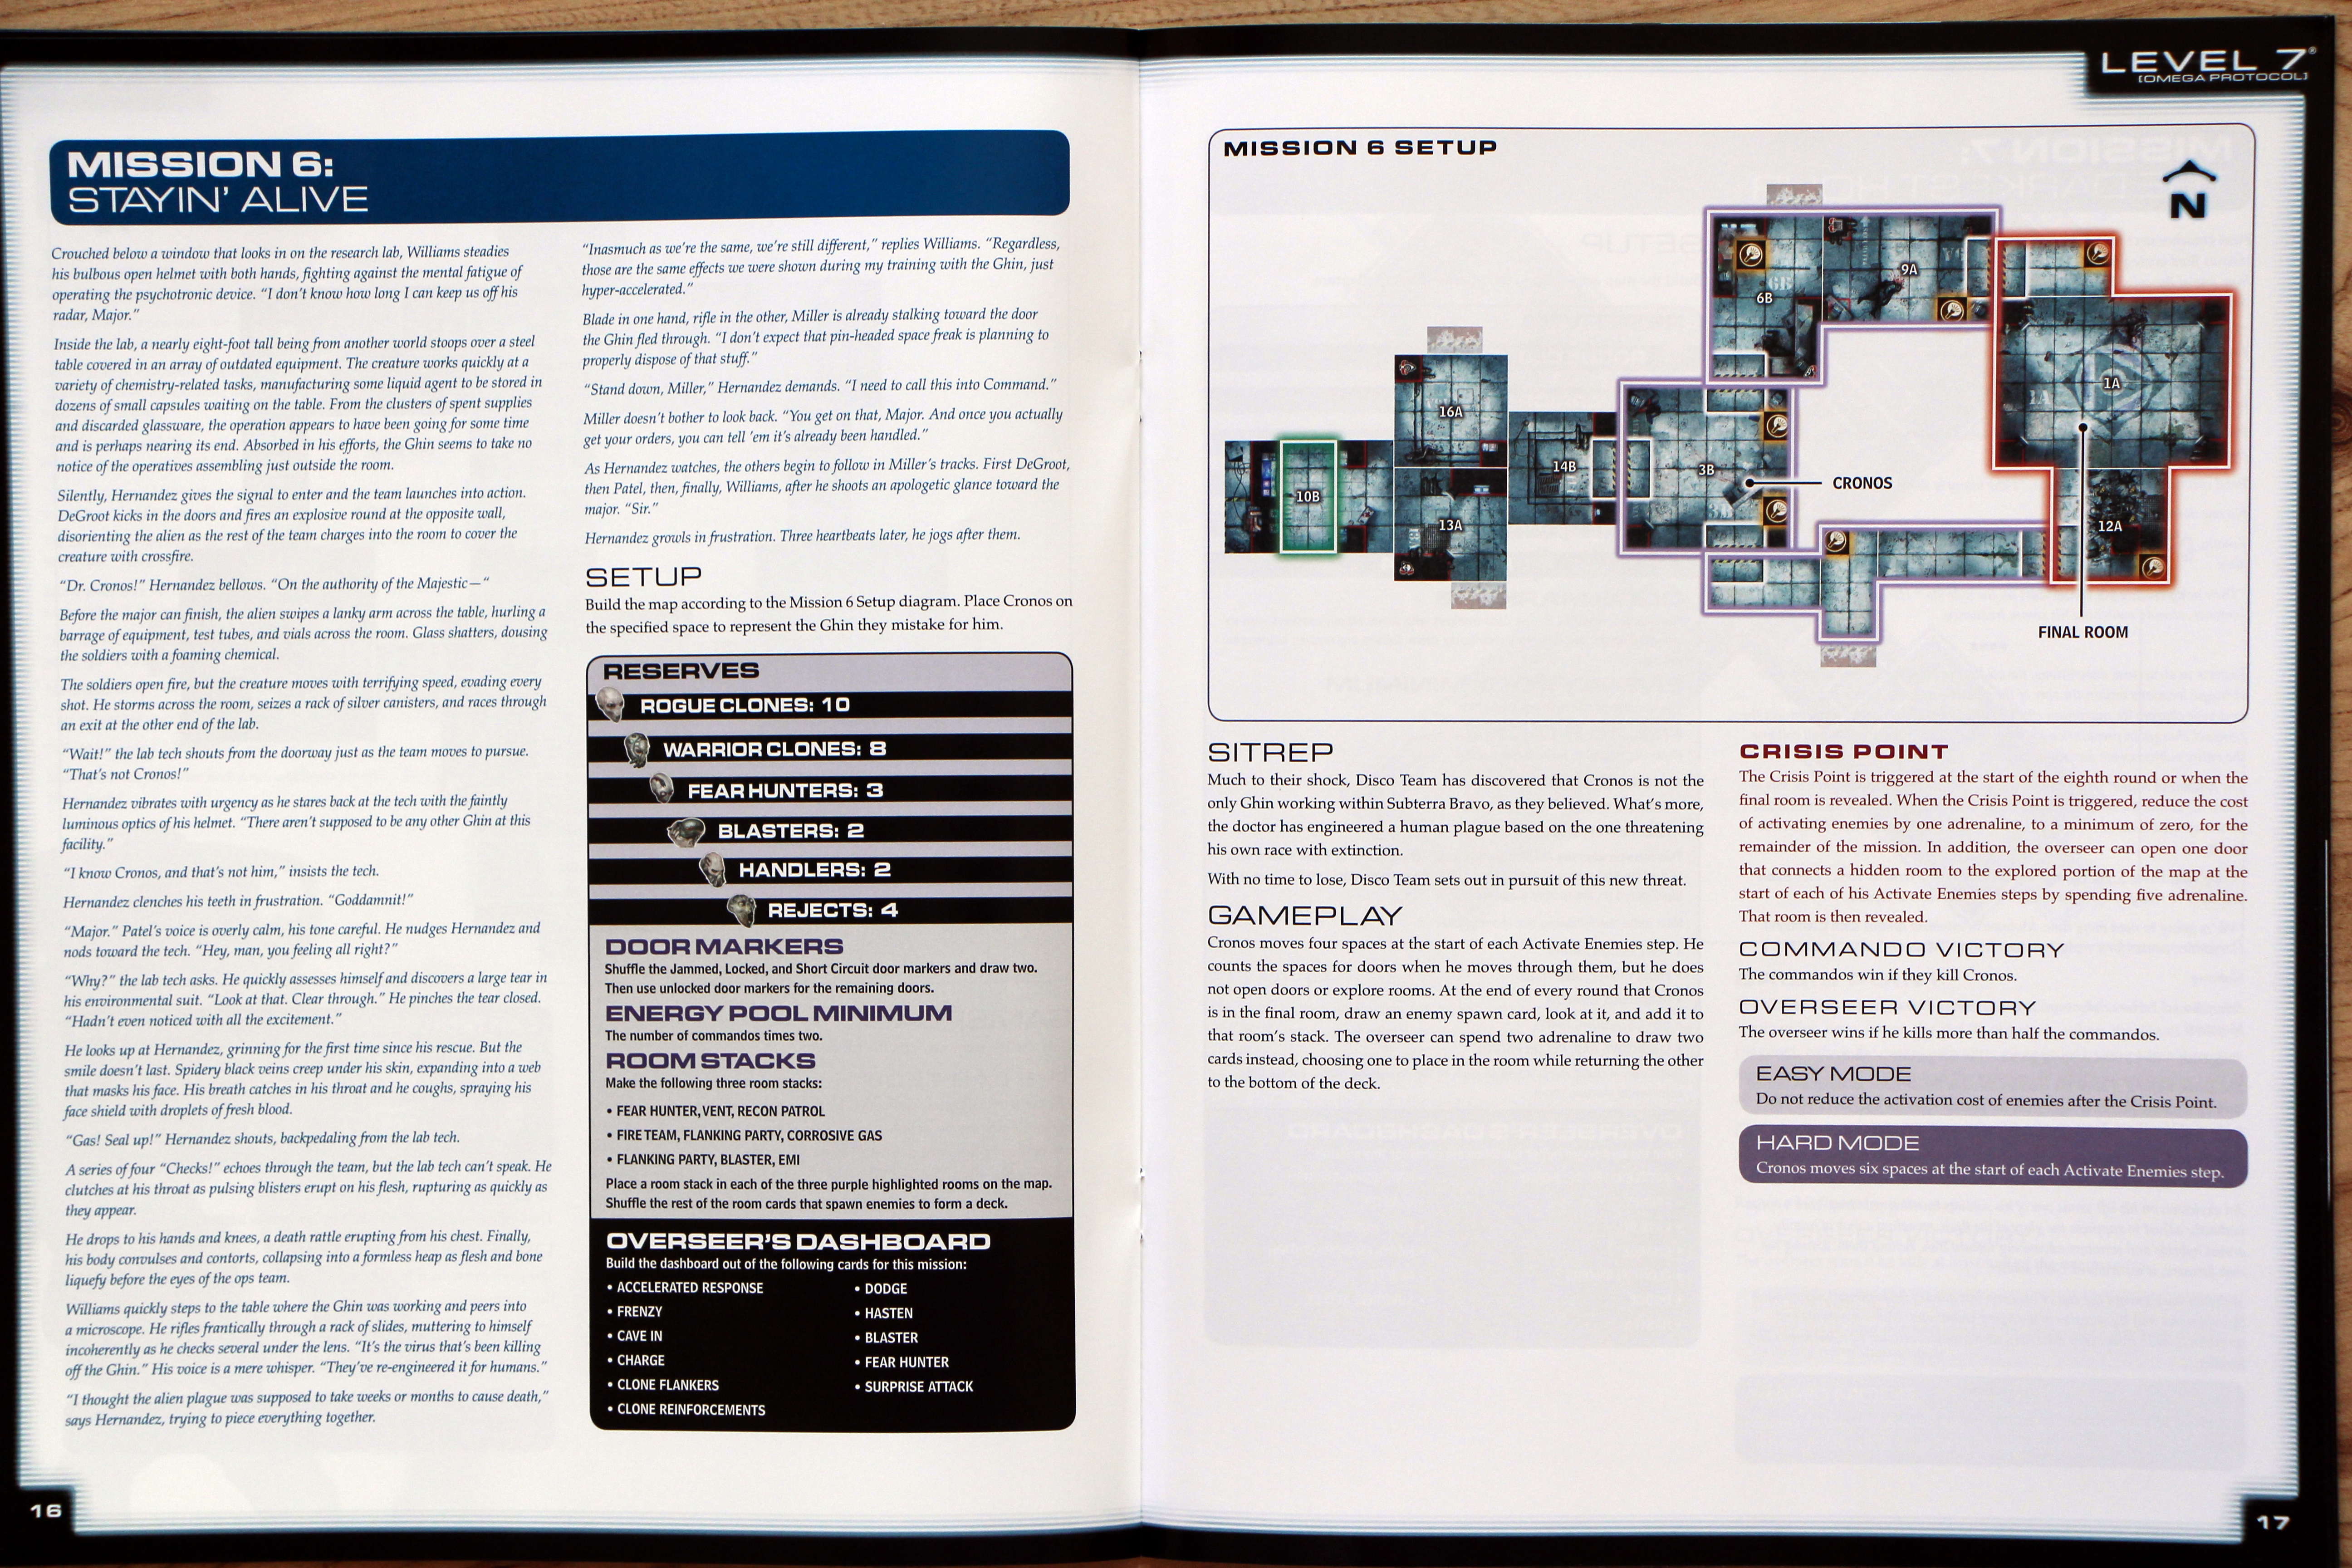 LEVEL 7®
[OMEGA PROTOCOL]
MISSION 6:
STAYIN' ALIVE
Crouched below a window that looks in on the research lab, Williams steadies
his bulbous open helmet with both hands, fighting against the mental fatigue of
operating the psychotronic device. “I don’t know how long I can keep us off his
radar, Major.”
Inside the lab, a nearly eight-foot tall being from another world stoops over a steel
table covered in an array of outdated equipment. The creature works quickly at a
variety of chemistry-related tasks, manufacturing some liquid agent to be stored in
dozens of small capsules waiting on the table. From the clusters of spent supplies
and discarded glassware, the operation appears to have been going for some time
and is perhaps nearing its end. Absorbed in his efforts, the Ghin seems to take no
notice of the operatives assembling just outside the room.
Silently, Hernandez gives the signal to enter and the team launches into action.
DeGroot kicks in the doors and fires an explosive round at the opposite wall,
disorienting the alien as the rest of the team charges into the room to cover the
creature with crossfire.
“Dr. Cronos!” Hernandez bellows. “On the authority of the Majestic—“
Before the major can finish, the alien swipes a lanky arm across the table, hurling a
barrage of equipment, test tubes, and vials across the room. Glass shatters, dousing
the soldiers with a foaming chemical.
The soldiers open fire, but the creature moves with terrifying speed, evading every
shot. He storms across the room, seizes a rack of silver canisters, and races through
an exit at the other end of the lab.
“Wait!” the lab tech shouts from the doorway just as the team moves to pursue.
“That’s not Cronos!”
Hernandez vibrates with urgency as he stares back at the tech with the faintly
luminous optics of his helmet. “There aren’t supposed to be any other Ghin at this
facility.”
“I know Cronos, and that’s not him,” insists the tech.
Hernandez clenches his teeth in frustration. “Goddamnit!”
“Major.” Patel’s voice is overly calm, his tone careful. He nudges Hernandez and
nods toward the tech. “Hey, man, you feeling all right?”
“Why?” the lab tech asks. He quickly assesses himself and discovers a large tear in
his environmental suit. “Look at that. Clear through.” He pinches the tear closed.
“Hadn’t even noticed with all the excitement.”
He looks up at Hernandez, grinning for the first time since his rescue. But the
smile doesn’t last. Spidery black veins creep under his skin, expanding into a web
that masks his face. His breath catches in his throat and he coughs, spraying his
face shield with droplets of fresh blood.
“Gas! Seal up!” Hernandez shouts, backpedaling from the lab tech.
A series of four “Checks!” echoes through the team, but the lab tech can’t speak. He
clutches at his throat as pulsing blisters erupt on his flesh, rupturing as quickly as
they appear.
He drops to his hands and knees, a death rattle erupting from his chest. Finally,
his body convulses and contorts, collapsing into a formless heap as flesh and bone
liquefy before the eyes of the ops team.
Williams quickly steps to the table where the Ghin was working and peers into
a microscope. He rifles frantically through a rack of slides, muttering to himself
incoherently as he checks several under the lens. “It’s the virus that’s been killing
off the Ghin.” His voice is a mere whisper. “They’ve re-engineered it for humans.”
“I thought the alien plague was supposed to take weeks or months to cause death,”
says Hernandez, trying to piece everything together.
“Inasmuch as we’re the same, we’re still different,” replies Williams. “Regardless,
those are the same effects we were shown during my training with the Ghin, just
hyper-accelerated.”
Blade in one hand, rifle in the other, Miller is already stalking toward the door
the Ghin fled through. “I don’t expect that pin-headed space freak is planning to
properly dispose of that stuff.”
“Stand down, Miller,” Hernandez demands. “I need to call this into Command.”
Miller doesn’t bother to look back. “You get on that, Major. And once you actually
get your orders, you can tell ’em it’s already been handled.”
As Hernandez watches, the others begin to follow in Miller’s tracks. First DeGroot,
then Patel, then, finally, Williams, after he shoots an apologetic glance toward the
major. “Sir.”
Hernandez growls in frustration. Three heartbeats later, he jogs after them.
SETUP
Build the map according to the Mission 6 Setup diagram. Place Cronos on
the specified space to represent the Ghin they mistake for him.
RESERVES
ROGUE CLONES: 10
WARRIOR CLONES: 8
FEAR HUNTERS: 3
BLASTERS: 2
HANDLERS: 2
REJECTS: 4
DOOR MARKERS
Shuffle the Jammed, Locked, and Short Circuit door markers and draw two.
Then use unlocked door markers for the remaining doors.
ENERGY POOL MINIMUM
The number of commandos times two.
ROOM STACKS
Make the following three room stacks:
• FEAR HUNTER, VENT, RECON PATROL
• FIRE TEAM, FLANKING PARTY, CORROSIVE GAS
• FLANKING PARTY, BLASTER, EMI
Place a room stack in each of the three purple highlighted rooms on the map.
Shuffle the rest of the room cards that spawn enemies to form a deck.
OVERSEER'S DASHBOARD
Build the dashboard out of the following cards for this mission:
• ACCELERATED RESPONSE
• FRENZY
• CAVE IN
• CHARGE
• CLONE FLANKERS
• CLONE REINFORCEMENTS
• DODGE
• HASTEN
• BLASTER
• FEAR HUNTER
• SURPRISE ATTACK
16
MISSION 6 SETUP
N
6B
9A
1A
1A
16A
10B
14B
3B
CRONOS
13A
12A
FINAL ROOM
SITREP
Much to their shock, Disco Team has discovered that Cronos is not the
only Ghin working within Subterra Bravo, as they believed. What’s more,
the doctor has engineered a human plague based on the one threatening
his own race with extinction.
With no time to lose, Disco Team sets out in pursuit of this new threat.
GAMEPLAY
Cronos moves four spaces at the start of each Activate Enemies step. He
counts the spaces for doors when he moves through them, but he does
not open doors or explore rooms. At the end of every round that Cronos
is in the final room, draw an enemy spawn card, look at it, and add it to
that room’s stack. The overseer can spend two adrenaline to draw two
cards instead, choosing one to place in the room while returning the other
to the bottom of the deck.
CRISIS POINT
The Crisis Point is triggered at the start of the eighth round or when the
final room is revealed. When the Crisis Point is triggered, reduce the cost
of activating enemies by one adrenaline, to a minimum of zero, for the
remainder of the mission. In addition, the overseer can open one door
that connects a hidden room to the explored portion of the map at the
start of each of his Activate Enemies steps by spending five adrenaline.
That room is then revealed.
COMMANDO VICTORY
The commandos win if they kill Cronos.
OVERSEER VICTORY
The overseer wins if he kills more than half the commandos.
EASY MODE
Do not reduce the activation cost of enemies after the Crisis Point.
HARD MODE
Cronos moves six spaces at the start of each Activate Enemies step.
17